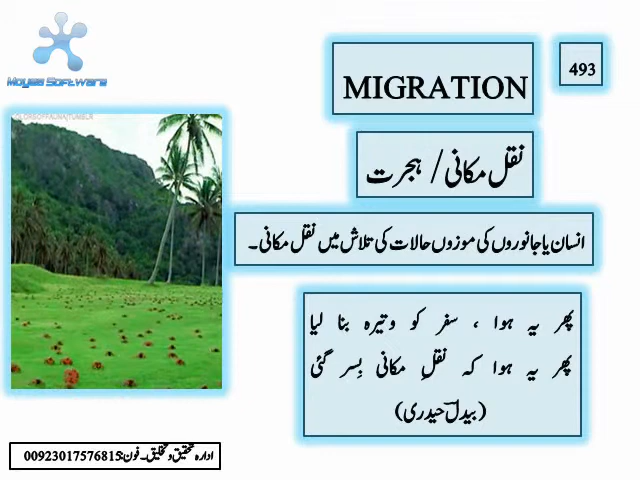 Moyea Software
493
MIGRATION
نقل مکانی / ہجرت
انسان یا جانوروں کی موزوں حالات کی تلاش میں نقل مکانی۔
پھر یہ ہوا ، سفر کو وتیرہ بنا لیا
پھر یہ ہوا کہ نقلِ مکانی بِسر گئی
(بیدلؔ حیدری)
ادارہ تحقیق و تخلیق۔ فون:00923017576815